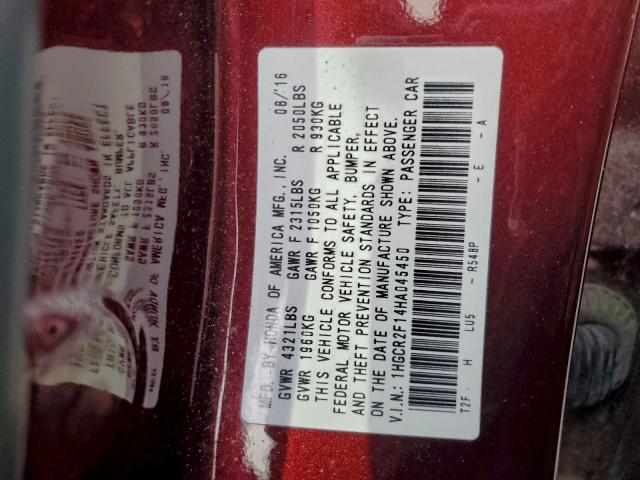 MFD. BY HONDA OF AMERICA MFG., INC. 08/'16
GVWR 4321LBS GAWR F 2315LBS R 2050LBS
GVWR 1960KG GAWR F 1050KG R 930KG
THIS VEHICLE CONFORMS TO ALL APPLICABLE
FEDERAL MOTOR VEHICLE SAFETY, BUMPER,
AND THEFT PREVENTION STANDARDS IN EFFECT
ON THE DATE OF MANUFACTURE SHOWN ABOVE.
V.I.N.: 1HGCR2F14HA045450 TYPE: PASSENGER CAR
T2F. H LU5 - R548P - E - A